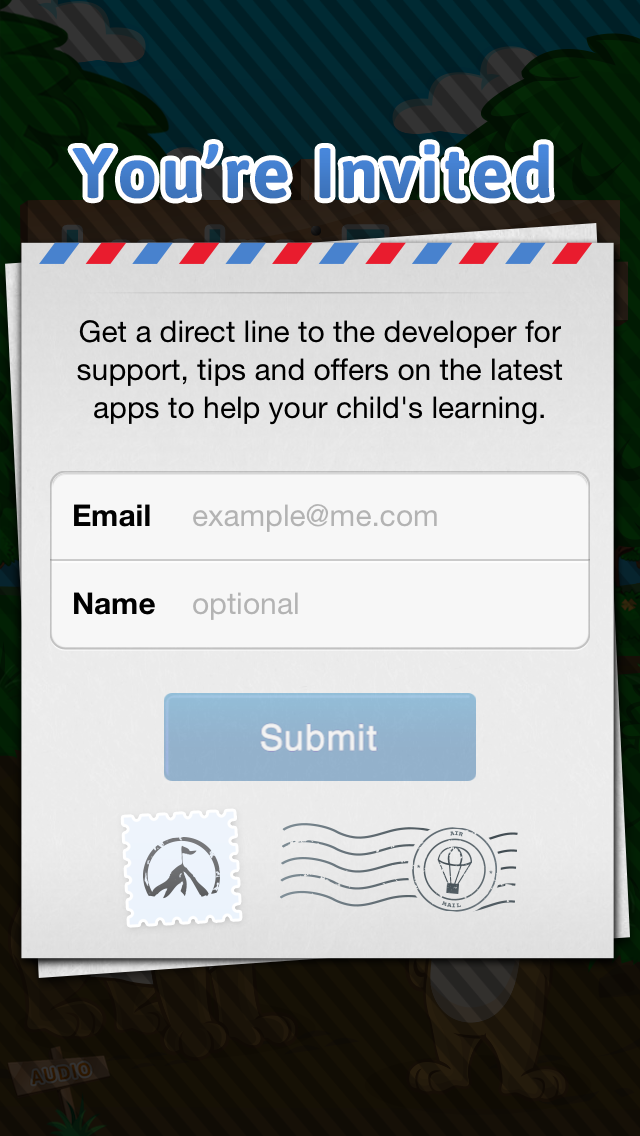 You're Invited
Get a direct line to the developer for
support, tips and offers on the latest
apps to help your child's learning.
Email example@me.com
Name optional
Submit
AIR
MAIL
AUDIO